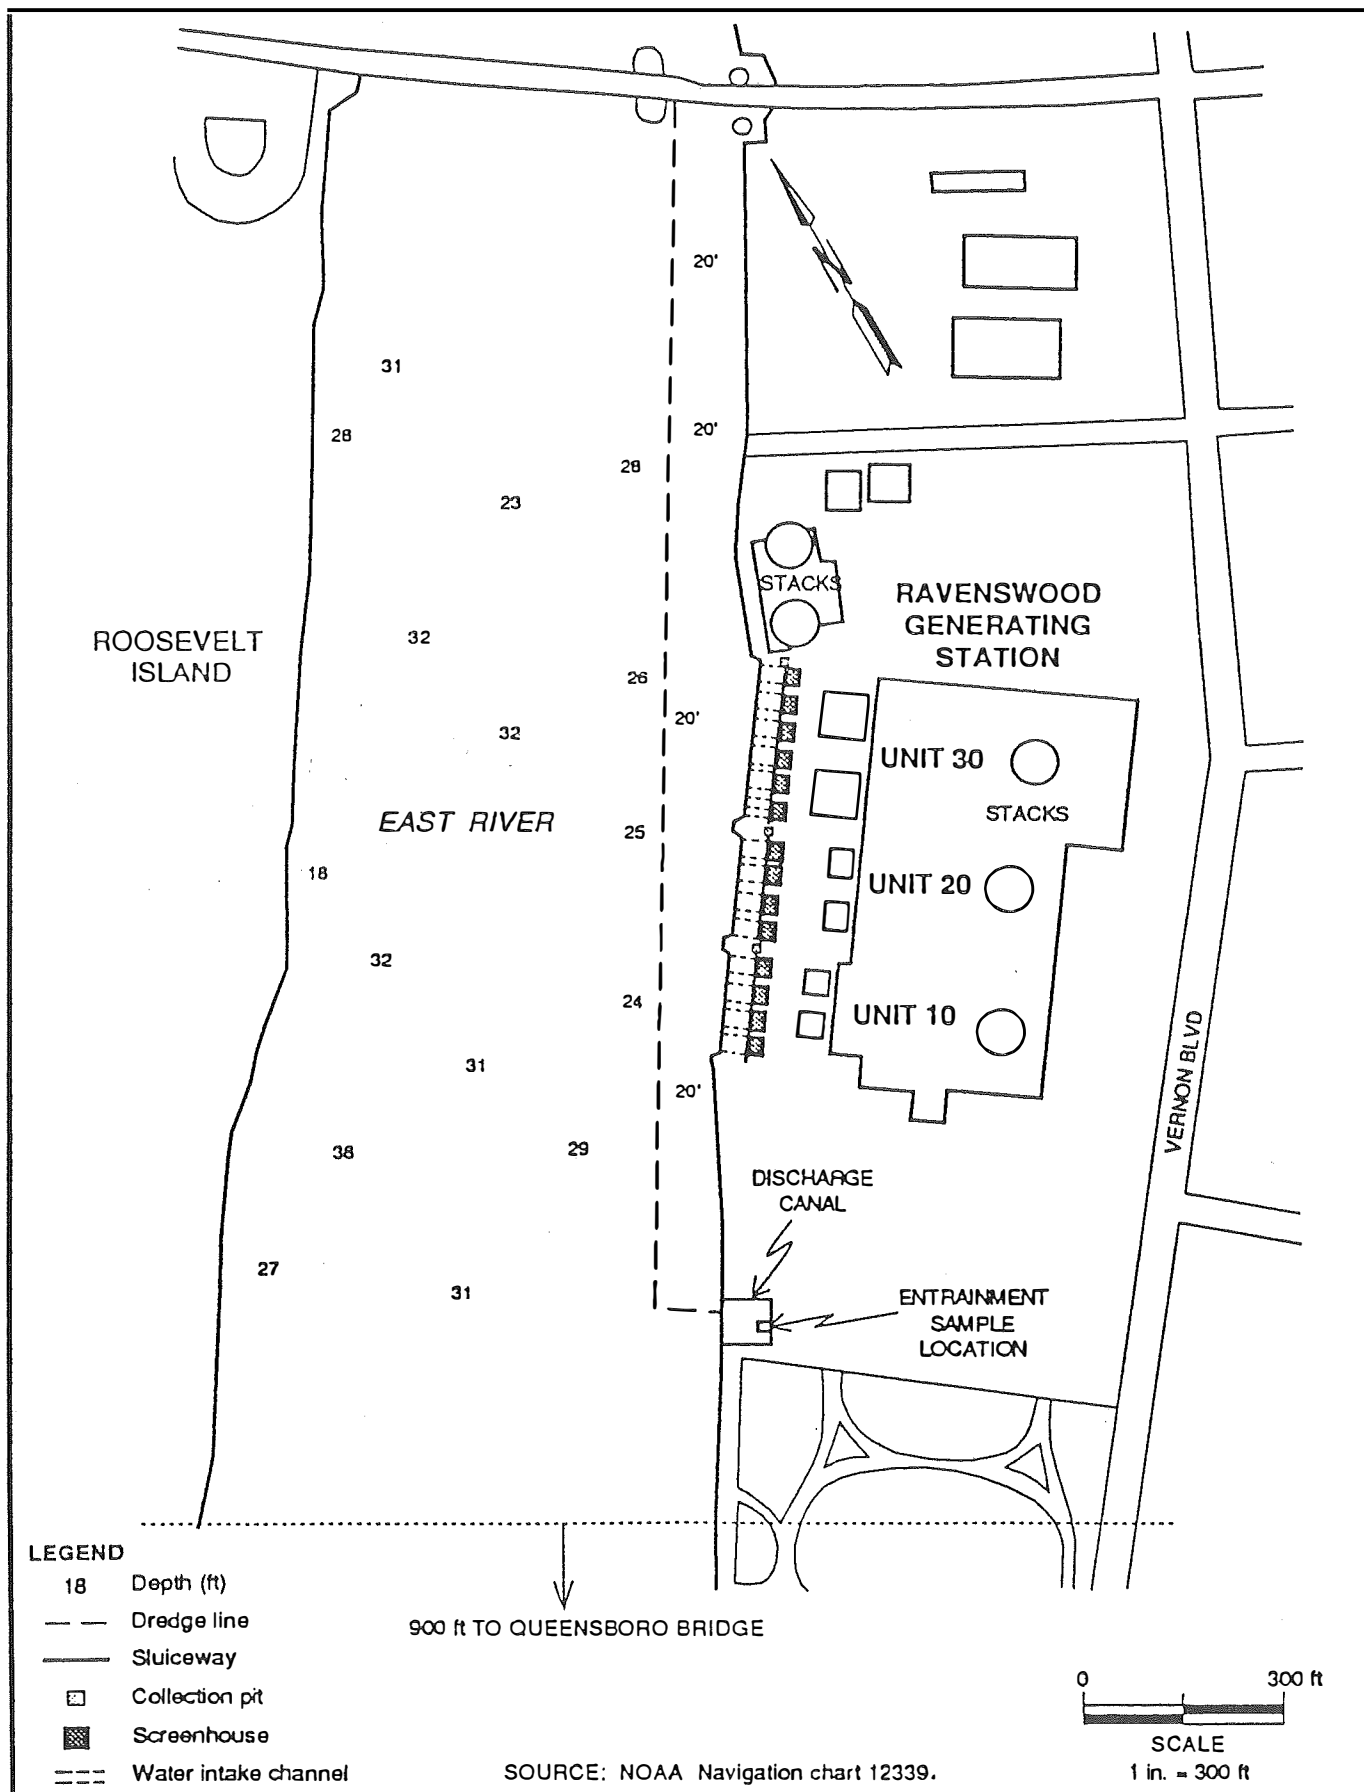 20'
31
28
20'
28
23
STACKS
RAVENSWOOD
GENERATING
STATION
ROOSEVELT
ISLAND
32
26
20'
32
UNIT 30
STACKS
EAST RIVER
25
18
UNIT 20
32
24
UNIT 10
31
20'
VERNON BLVD
38
29
DISCHARGE
CANAL
27
31
ENTRAINMENT
SAMPLE
LOCATION
N
LEGEND
18 Depth (ft)
Dredge line
Sluiceway
Collection pit
Screenhouse
Water intake channel
900 ft TO QUEENSBORO BRIDGE
0 300 ft
SCALE
1 in. = 300 ft
SOURCE: NOAA Navigation chart 12339.